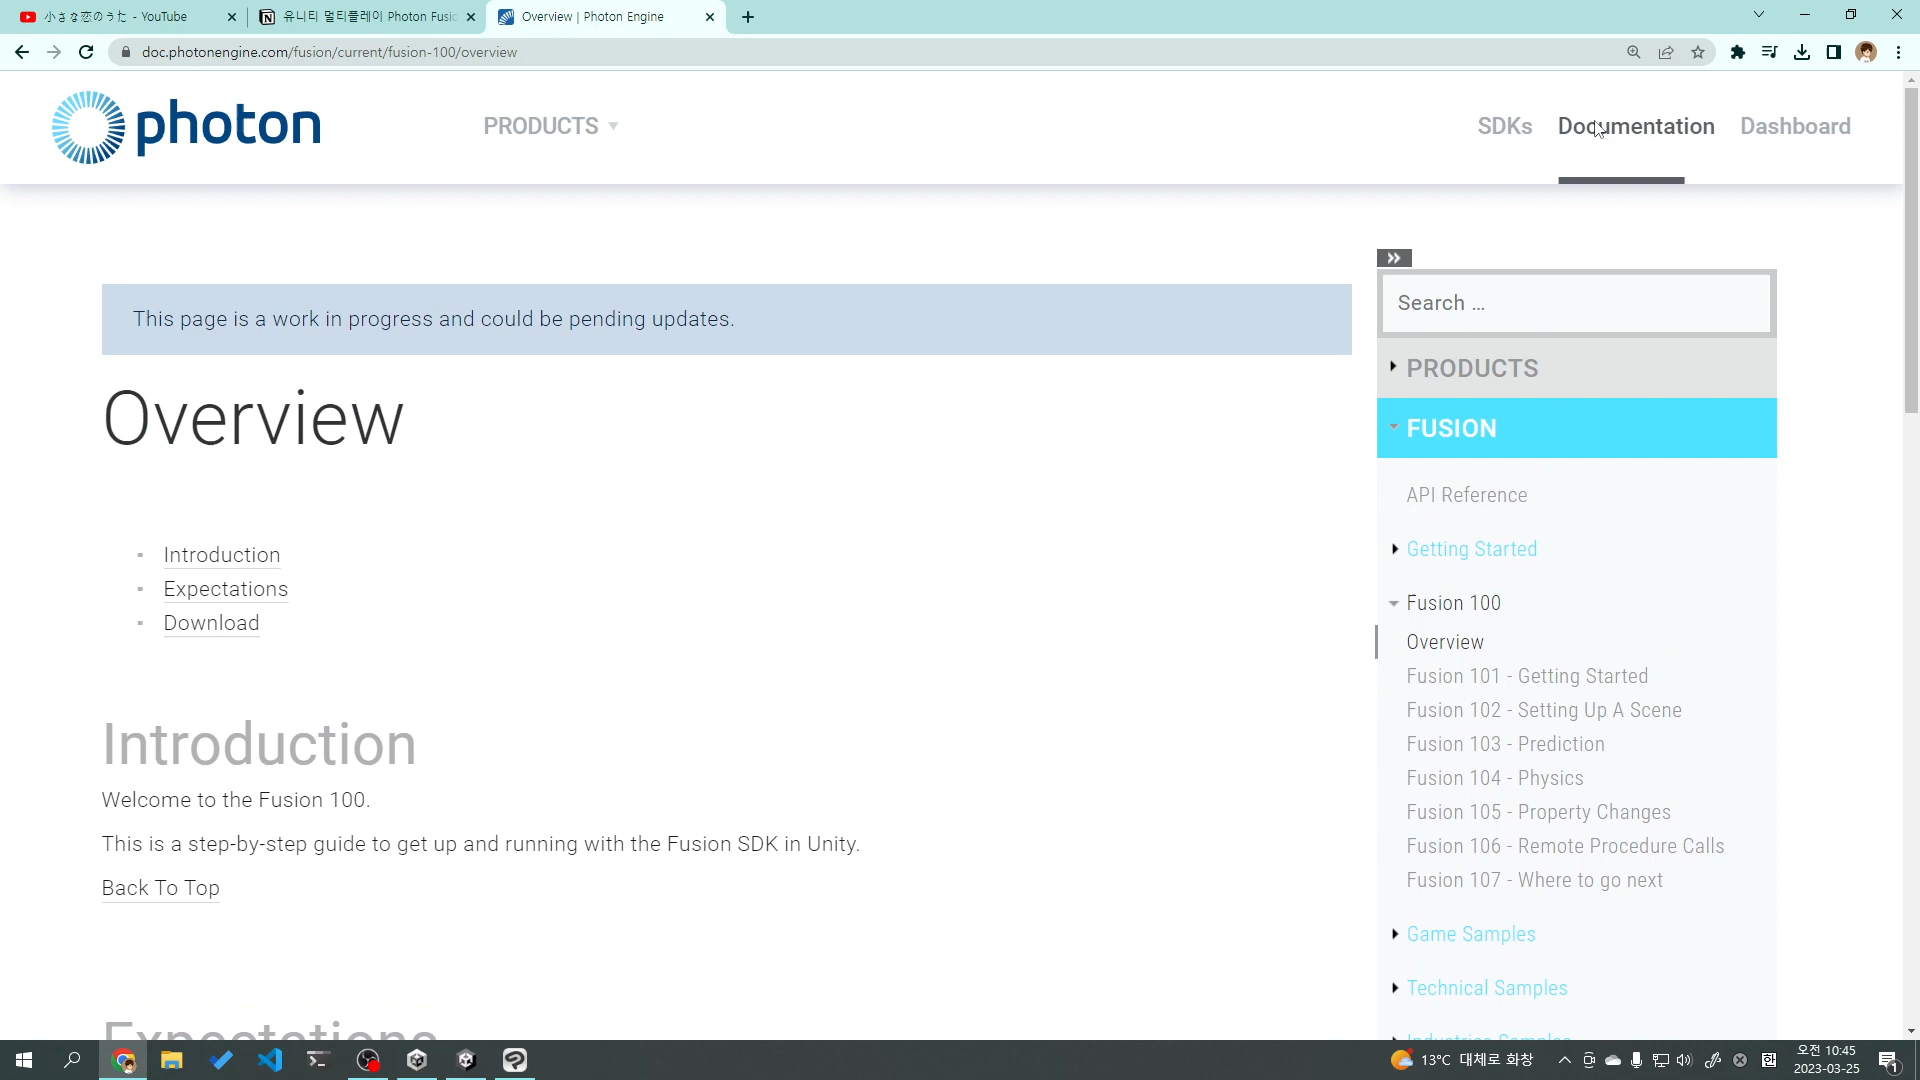 小さな恋のうた - YouTube
유니티 멀티플레이 Photon Fusio
Overview | Photon Engine
doc.photonengine.com/fusion/current/fusion-100/overview
photon
PRODUCTS
SDKs
Documentation
Dashboard
This page is a work in progress and could be pending updates.
Overview
Introduction
Expectations
Download
Introduction
Welcome to the Fusion 100.
This is a step-by-step guide to get up and running with the Fusion SDK in Unity.
Back To Top
Expectations
Search ...
PRODUCTS
FUSION
API Reference
Getting Started
Fusion 100
Overview
Fusion 101 - Getting Started
Fusion 102 - Setting Up A Scene
Fusion 103 - Prediction
Fusion 104 - Physics
Fusion 105 - Property Changes
Fusion 106 - Remote Procedure Calls
Fusion 107 - Where to go next
Game Samples
Technical Samples
Industries Samples
13°C 대체로 화창
한
오전 10:45
2023-03-25
1